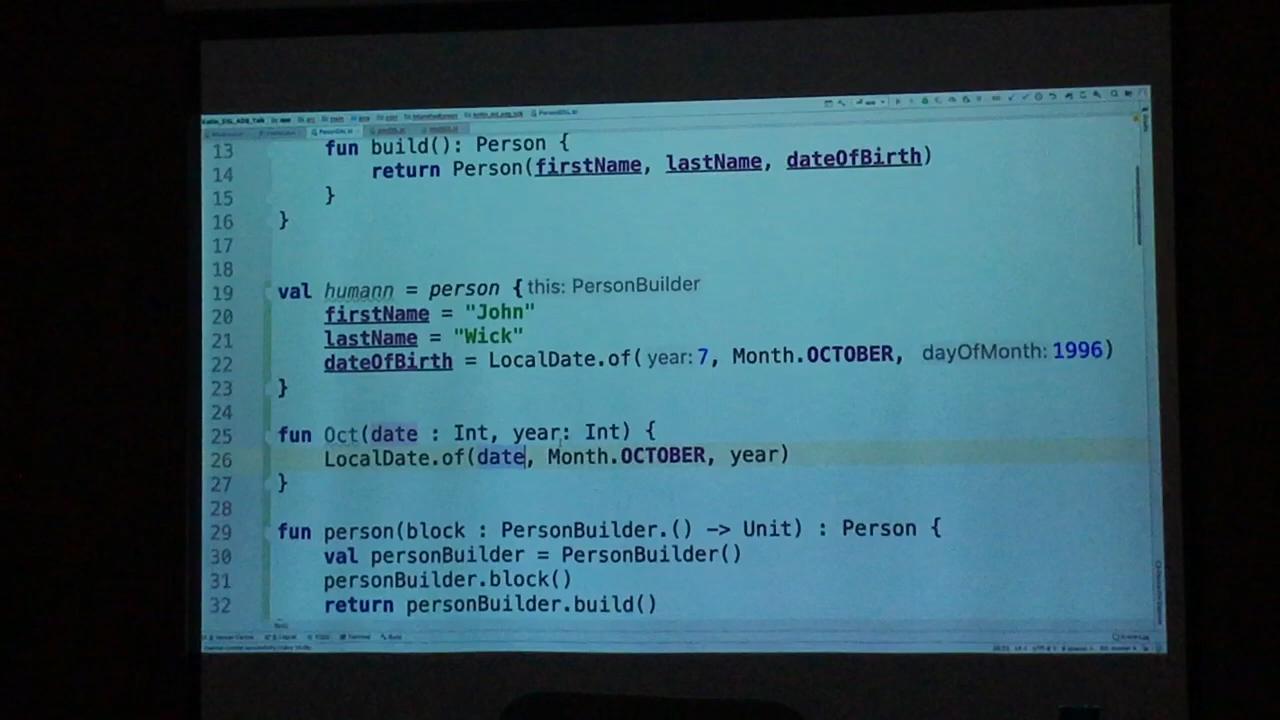 Kotlin_DSL_ADB_Talk
13 fun build(): Person {
14 return Person(firstName, lastName, dateOfBirth)
15 }
16 }
17
18
19 val humann = person { this: PersonBuilder
20 firstName = "John"
21 lastName = "Wick"
22 dateOfBirth = LocalDate.of( year: 7, Month.OCTOBER, dayOfMonth: 1996)
23 }
24
25 fun Oct(date : Int, year: Int) {
26 LocalDate.of(date, Month.OCTOBER, year)
27 }
28
29 fun person(block : PersonBuilder.() -> Unit) : Person {
30 val personBuilder = PersonBuilder()
31 personBuilder.block()
32 return personBuilder.build()